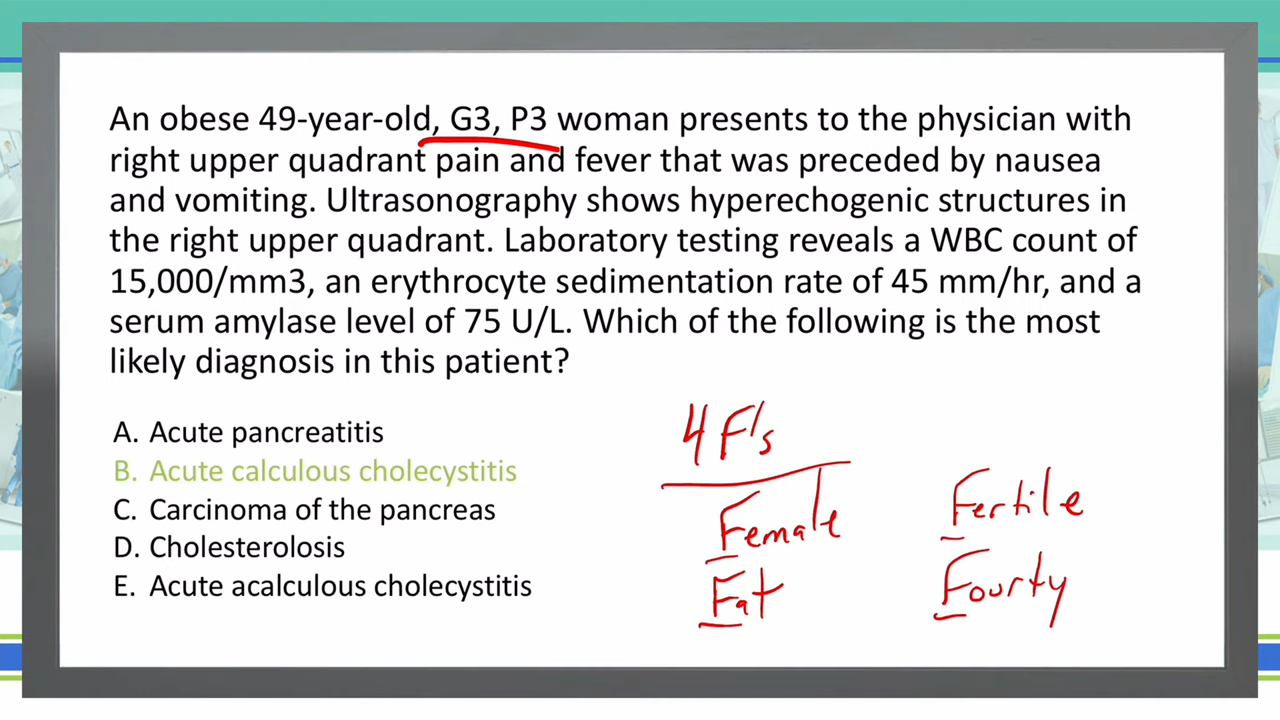 An obese 49-year-old, G3, P3 woman presents to the physician with
right upper quadrant pain and fever that was preceded by nausea
and vomiting. Ultrasonography shows hyperechogenic structures in
the right upper quadrant. Laboratory testing reveals a WBC count of
15,000/mm3, an erythrocyte sedimentation rate of 45 mm/hr, and a
serum amylase level of 75 U/L. Which of the following is the most
likely diagnosis in this patient?
A. Acute pancreatitis
B. Acute calculous cholecystitis
C. Carcinoma of the pancreas
D. Cholesterolosis
E. Acute acalculous cholecystitis
4 F's
Female
Fat
Fertile
Fourty